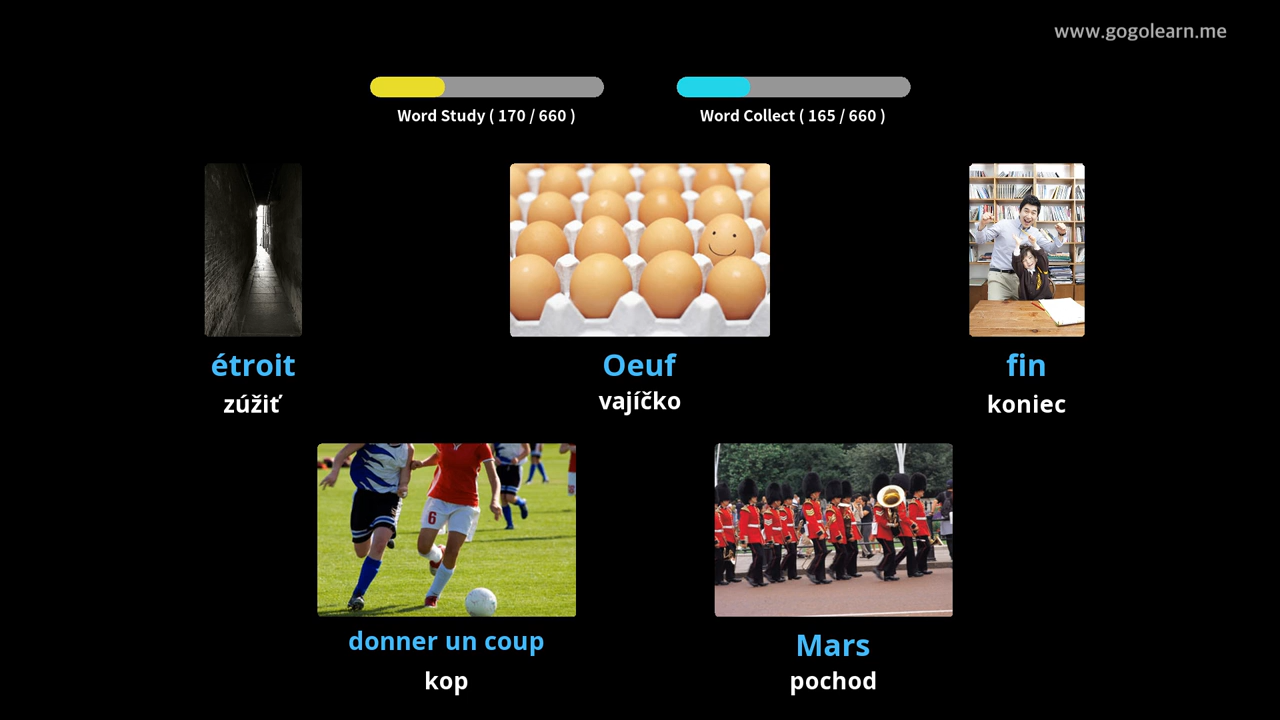 www.gogolearn.me
Word Study ( 170 / 660 )
Word Collect ( 165 / 660 )
étroit
zúžiť
Oeuf
vajíčko
fin
koniec
6
donner un coup
kop
Mars
pochod